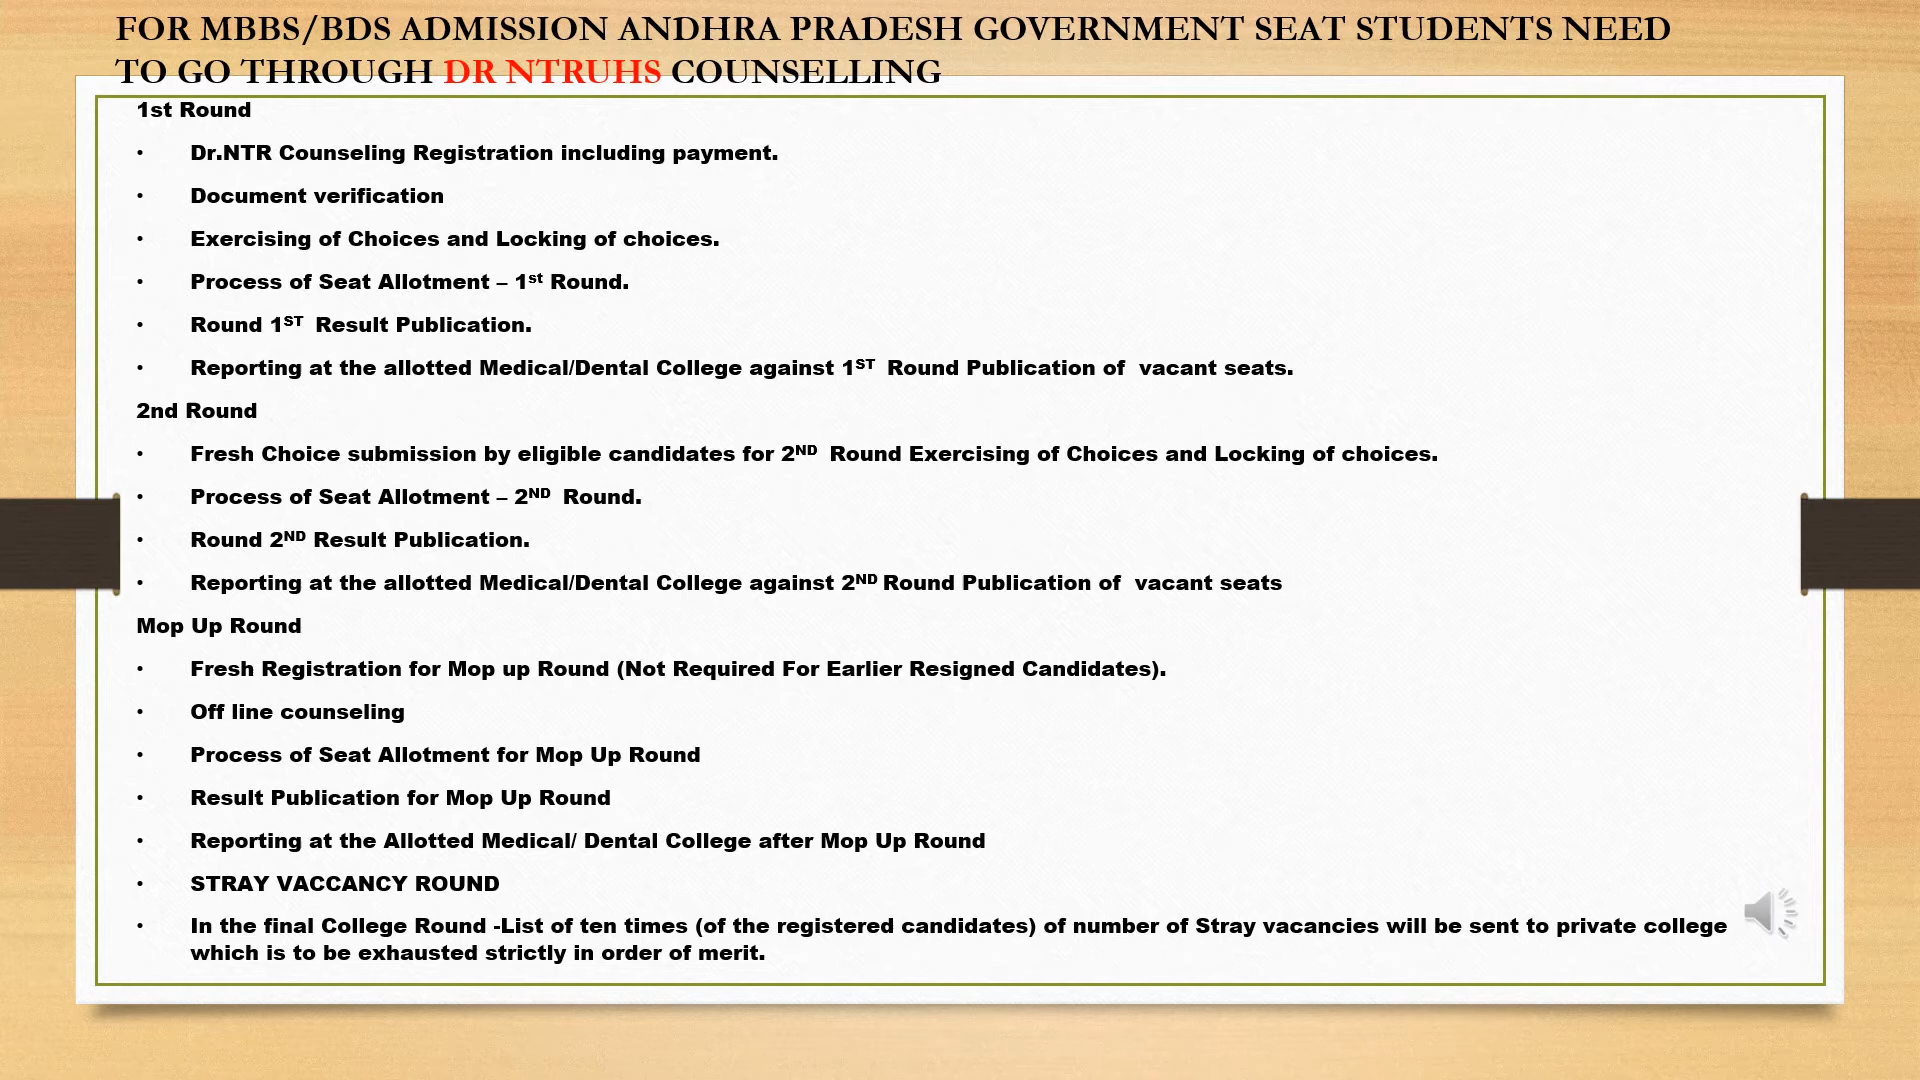 FOR MBBS/BDS ADMISSION ANDHRA PRADESH GOVERNMENT SEAT STUDENTS NEED
TO GO THROUGH DR NTRUHS COUNSELLING
1st Round
• Dr.NTR Counseling Registration including payment.
• Document verification
• Exercising of Choices and Locking of choices.
• Process of Seat Allotment – 1st Round.
• Round 1ST Result Publication.
• Reporting at the allotted Medical/Dental College against 1ST Round Publication of vacant seats.
2nd Round
• Fresh Choice submission by eligible candidates for 2ND Round Exercising of Choices and Locking of choices.
• Process of Seat Allotment – 2ND Round.
• Round 2ND Result Publication.
• Reporting at the allotted Medical/Dental College against 2ND Round Publication of vacant seats
Mop Up Round
• Fresh Registration for Mop up Round (Not Required For Earlier Resigned Candidates).
• Off line counseling
• Process of Seat Allotment for Mop Up Round
• Result Publication for Mop Up Round
• Reporting at the Allotted Medical/ Dental College after Mop Up Round
• STRAY VACCANCY ROUND
• In the final College Round -List of ten times (of the registered candidates) of number of Stray vacancies will be sent to private college
which is to be exhausted strictly in order of merit.